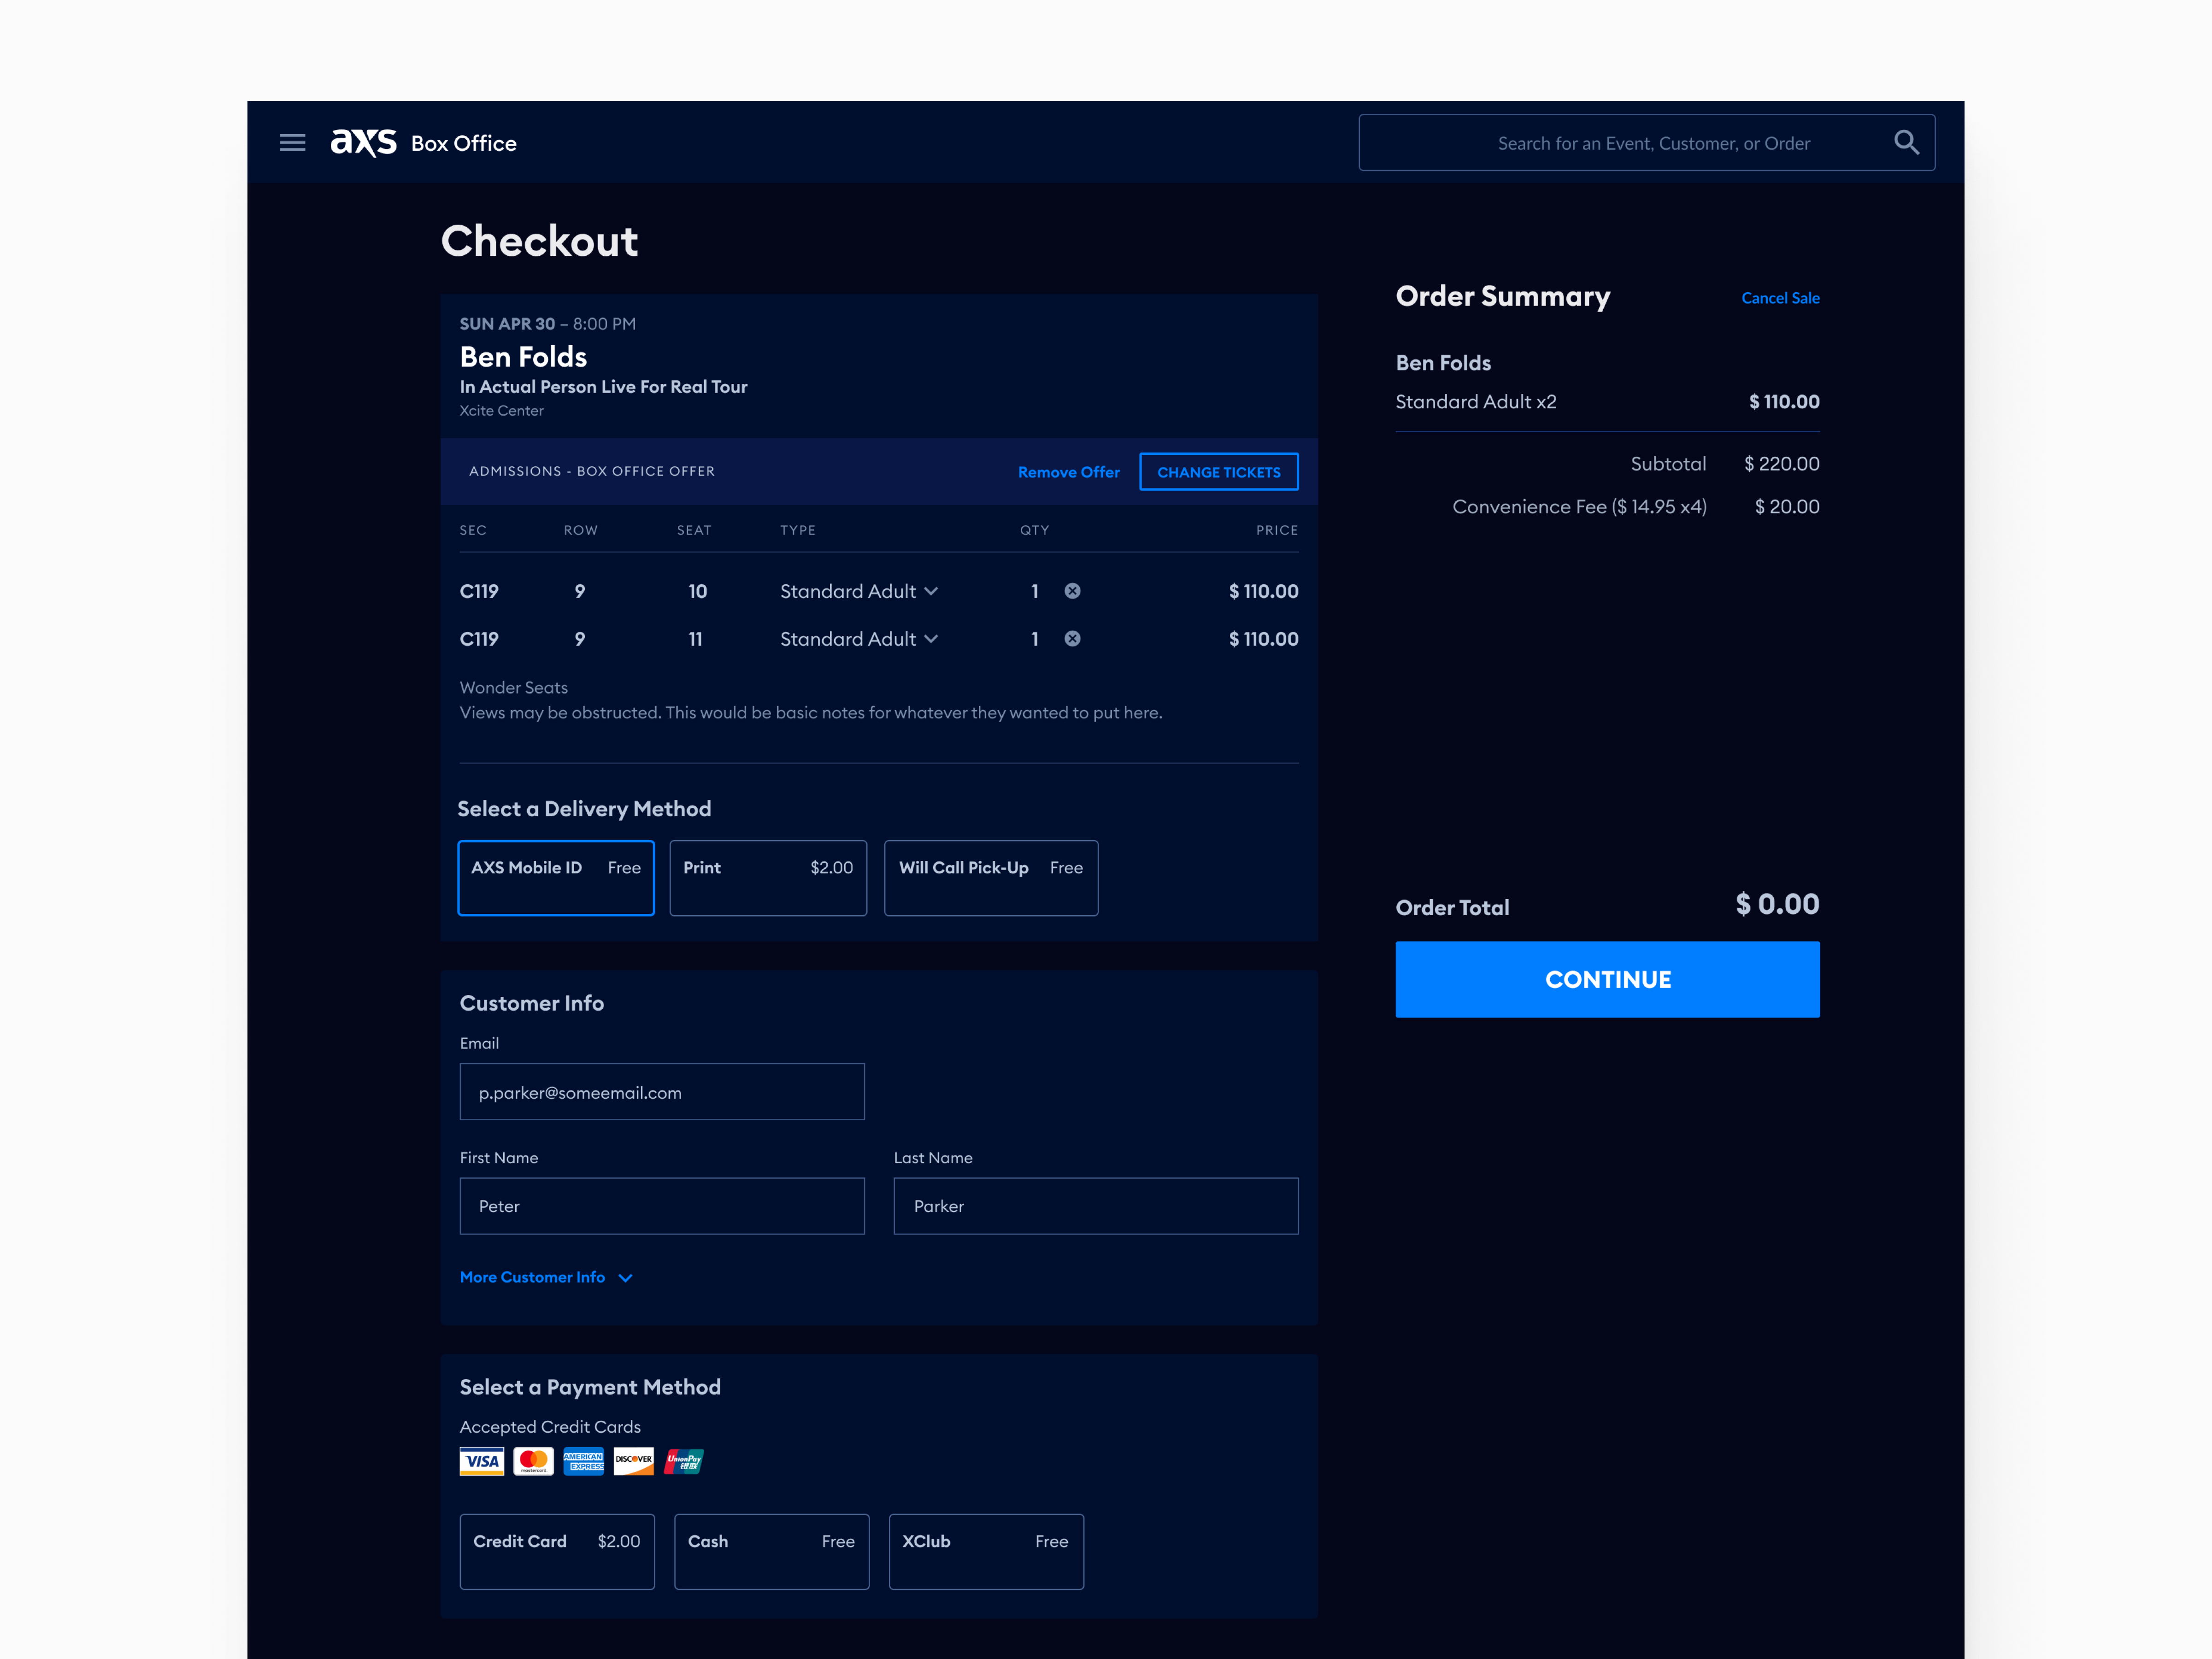 axs Box Office
Search for an Event, Customer, or Order
Checkout
SUN APR 30 – 8:00 PM
Ben Folds
In Actual Person Live For Real Tour
Xcite Center
ADMISSIONS - BOX OFFICE OFFER Remove Offer CHANGE TICKETS
SEC ROW SEAT TYPE QTY PRICE
C119 9 10 Standard Adult 1 $ 110.00
C119 9 11 Standard Adult 1 $ 110.00
Wonder Seats
Views may be obstructed. This would be basic notes for whatever they wanted to put here.
Select a Delivery Method
AXS Mobile ID Free Print $2.00 Will Call Pick-Up Free
Customer Info
Email
p.parker@someemail.com
First Name Last Name
Peter Parker
More Customer Info
Select a Payment Method
Accepted Credit Cards
VISA mastercard AMERICAN EXPRESS DISCOVER UnionPay 银联
Credit Card $2.00 Cash Free XClub Free
Order Summary Cancel Sale
Ben Folds
Standard Adult x2 $ 110.00
Subtotal $ 220.00
Convenience Fee ($ 14.95 x4) $ 20.00
Order Total $ 0.00
CONTINUE